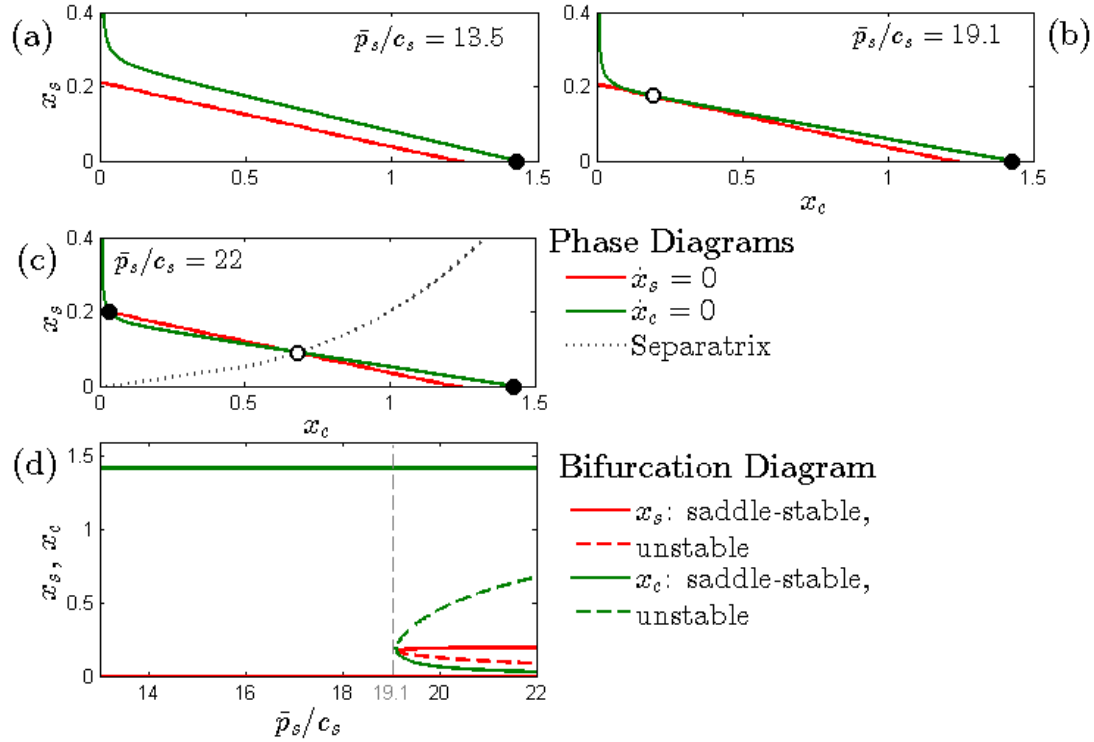 (a)
0.4
0.2
0
x_s
p̄_s/c_s = 13.5
0 0.5 1 1.5
(b)
0.4
0.2
0
p̄_s/c_s = 19.1
0 0.5 1 1.5
x_c
(c)
0.4
0.2
0
x_s
p̄_s/c_s = 22
0 0.5 1 1.5
x_c
Phase Diagrams
ẋ_s = 0
ẋ_c = 0
Separatrix
(d)
1.5
1
0.5
0
x_s, x_c
14 16 18 19.1 20 22
p̄_s/c_s
Bifurcation Diagram
x_s: saddle-stable,
unstable
x_c: saddle-stable,
unstable